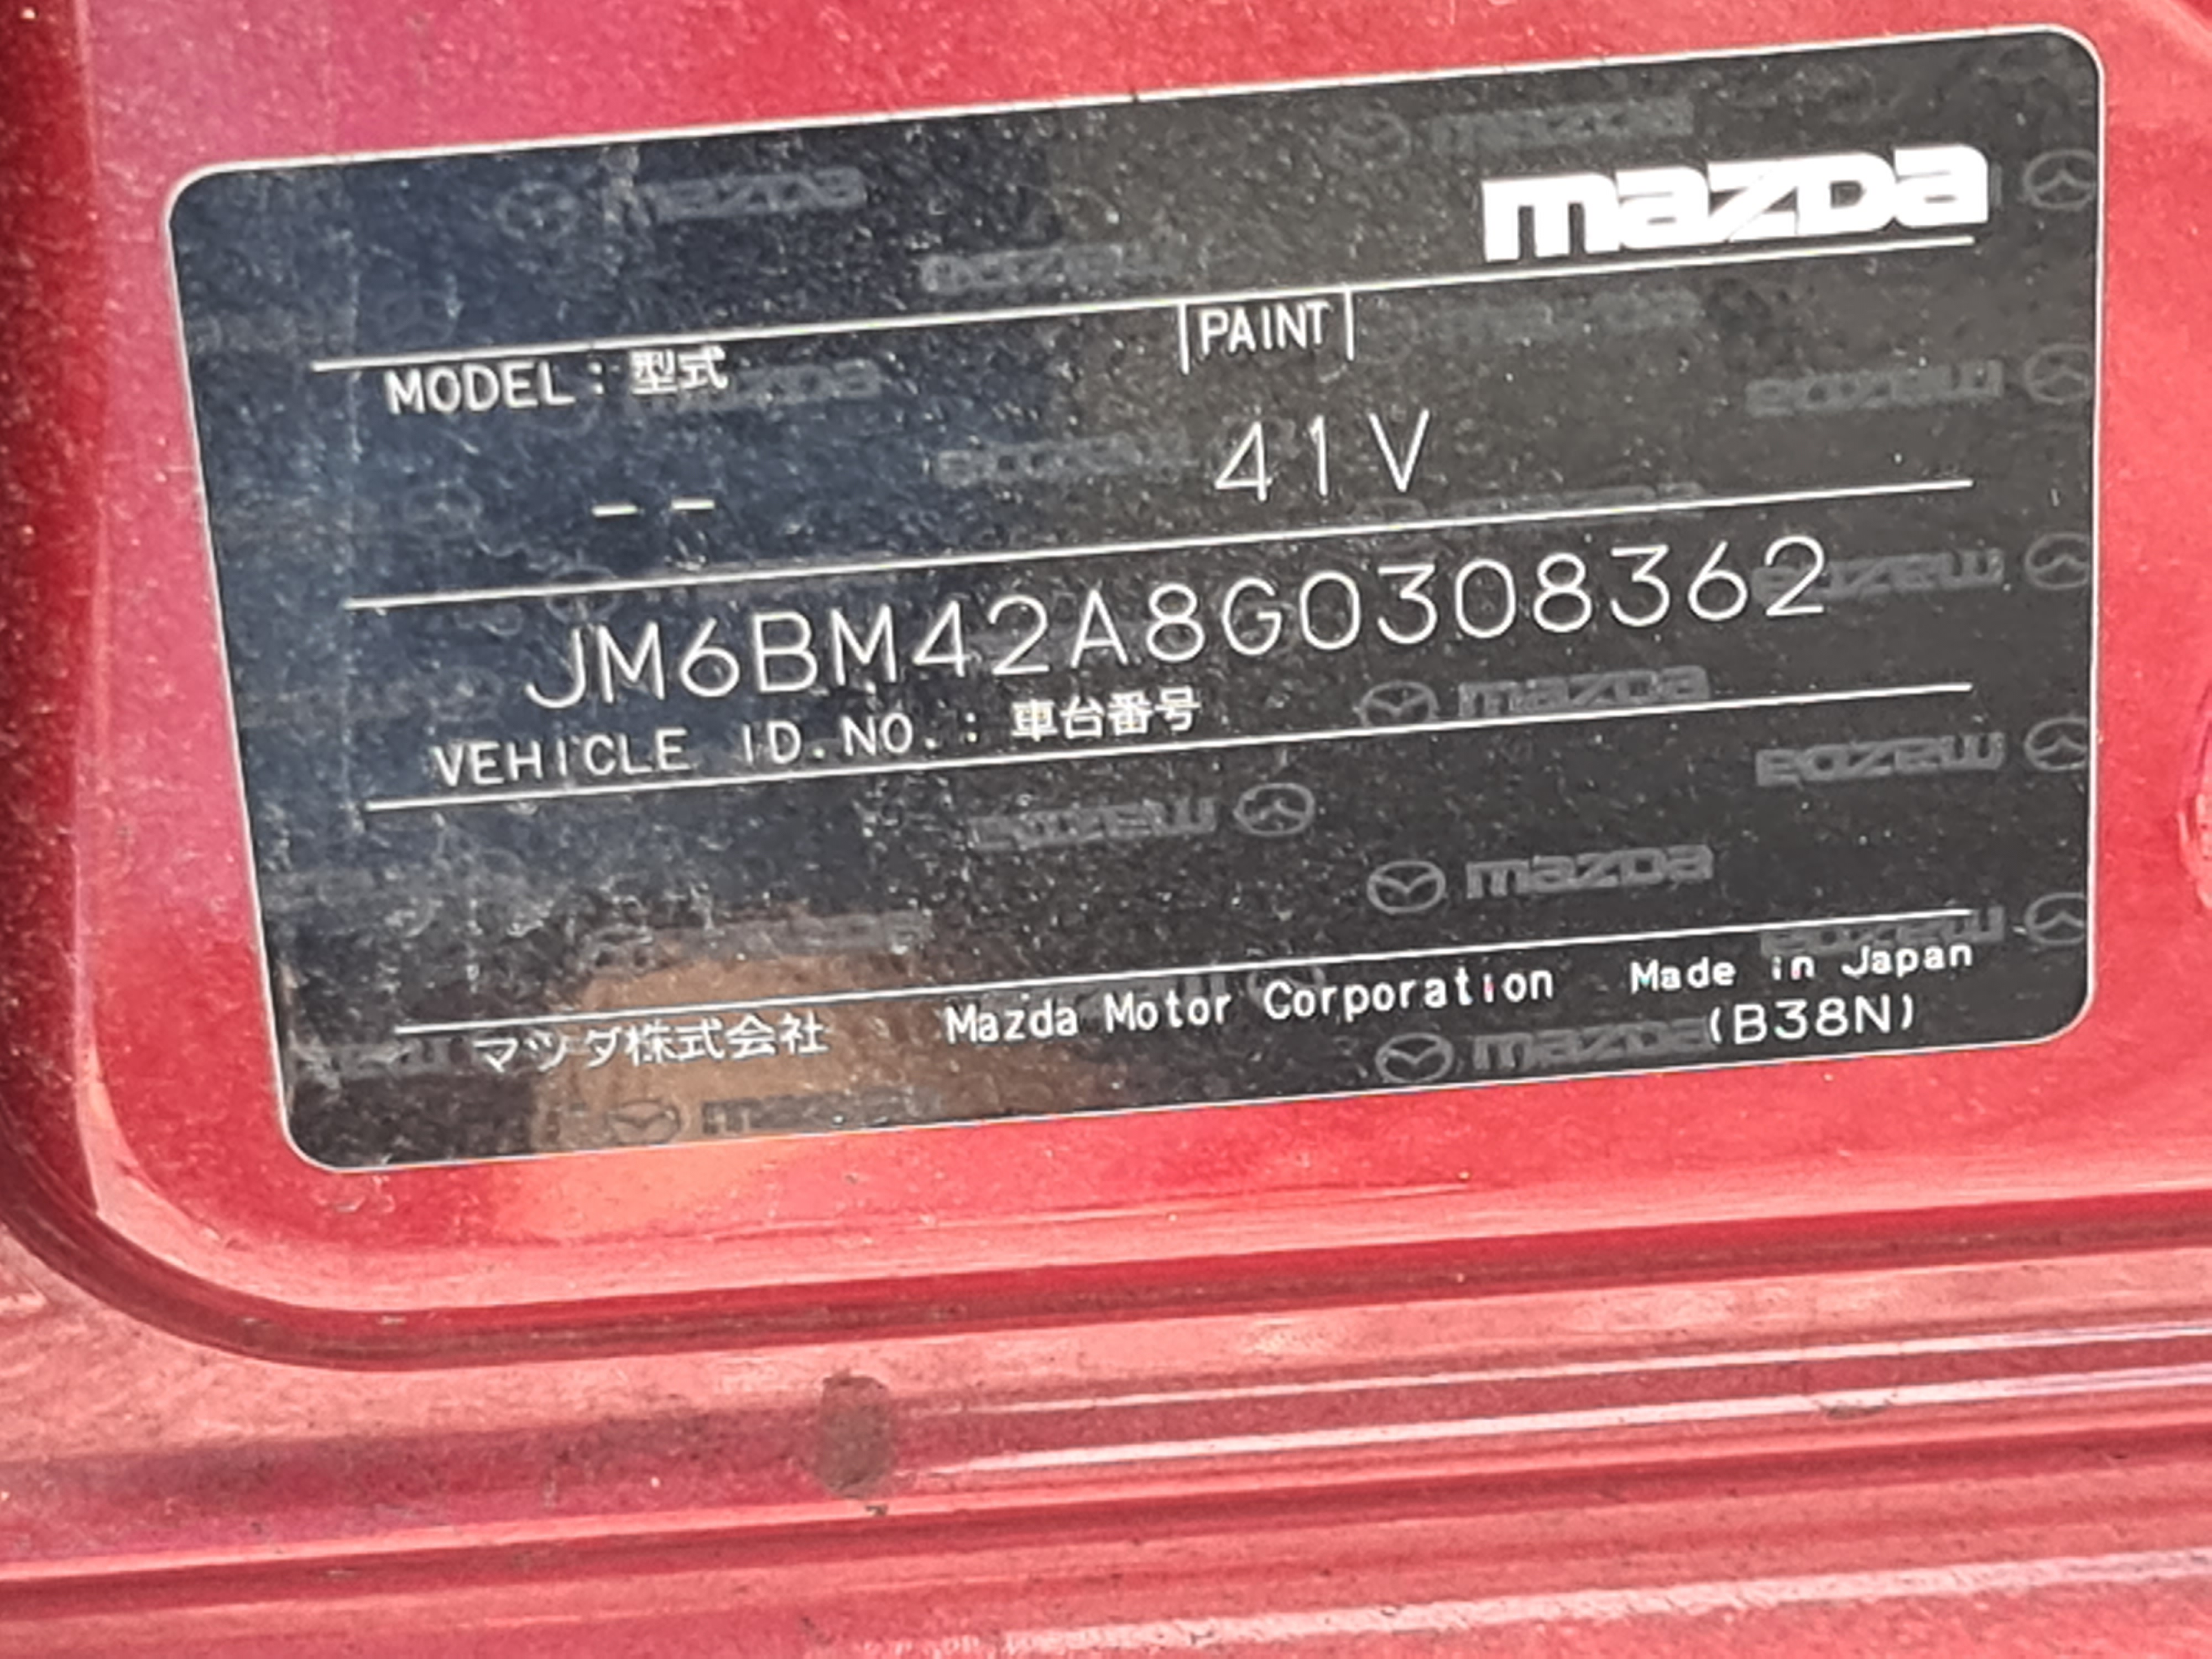 mazda
MODEL : 型式 PAINT
-- 41V
JM6BM42A8G0308362
VEHICLE ID.NO. : 車台番号
マツダ株式会社 Mazda Motor Corporation Made in Japan
(B38N)